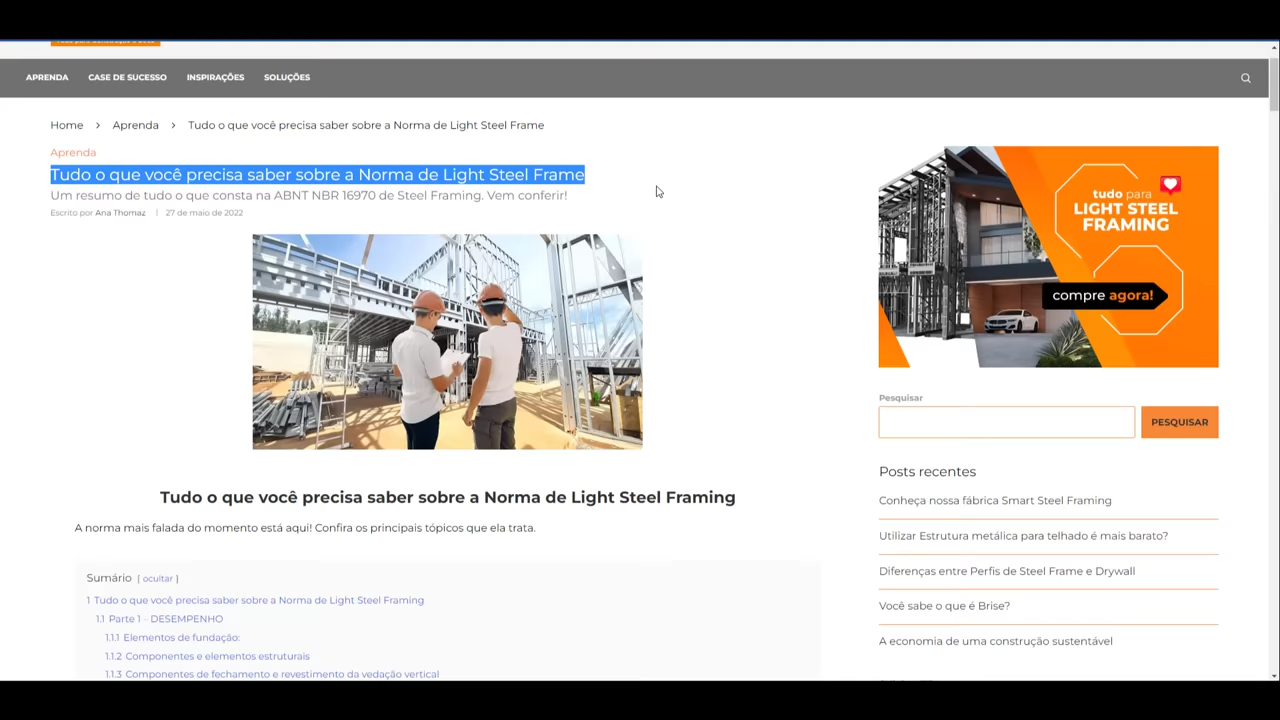 APRENDA CASE DE SUCESSO INSPIRAÇÕES SOLUÇÕES
Home > Aprenda > Tudo o que você precisa saber sobre a Norma de Light Steel Frame
Aprenda
Tudo o que você precisa saber sobre a Norma de Light Steel Frame
Um resumo de tudo o que consta na ABNT NBR 16970 de Steel Framing. Vem conferir!
Escrito por Ana Thomaz | 27 de maio de 2022
Tudo o que você precisa saber sobre a Norma de Light Steel Framing
A norma mais falada do momento está aqui! Confira os principais tópicos que ela trata.
Sumário [ ocultar ]
1 Tudo o que você precisa saber sobre a Norma de Light Steel Framing
1.1 Parte 1 – DESEMPENHO
1.1.1 Elementos de fundação:
1.1.2 Componentes e elementos estruturais
1.1.3 Componentes de fechamento e revestimento da vedação vertical
tudo para
LIGHT STEEL
FRAMING
compre agora!
Pesquisar
PESQUISAR
Posts recentes
Conheça nossa fábrica Smart Steel Framing
Utilizar Estrutura metálica para telhado é mais barato?
Diferenças entre Perfis de Steel Frame e Drywall
Você sabe o que é Brise?
A economia de uma construção sustentável